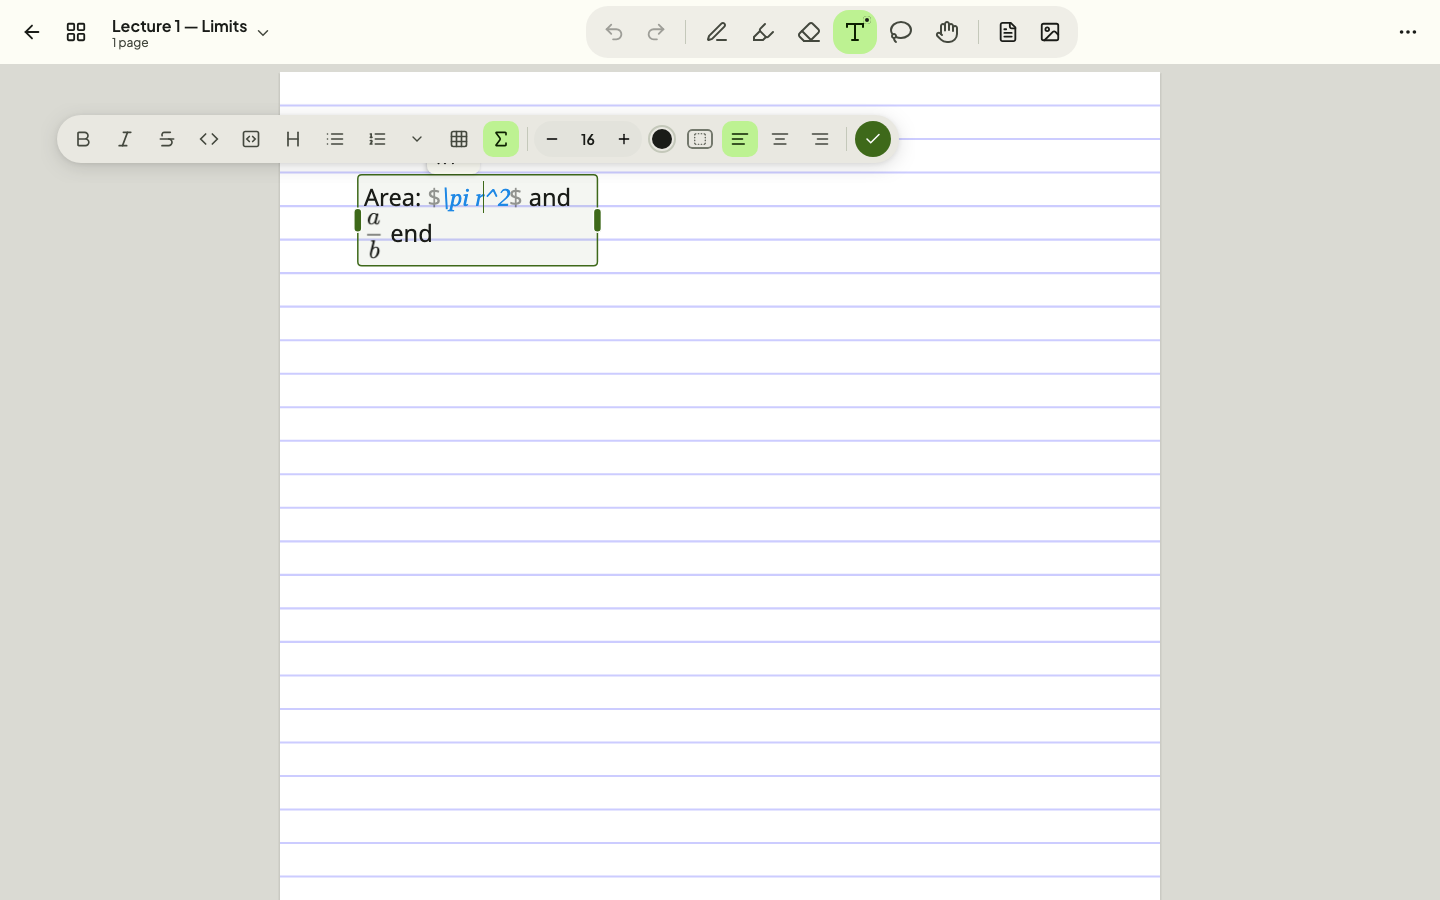 Lecture 1 — Limits
1 page
16
Area: $\pi r^2$ and
a
b end